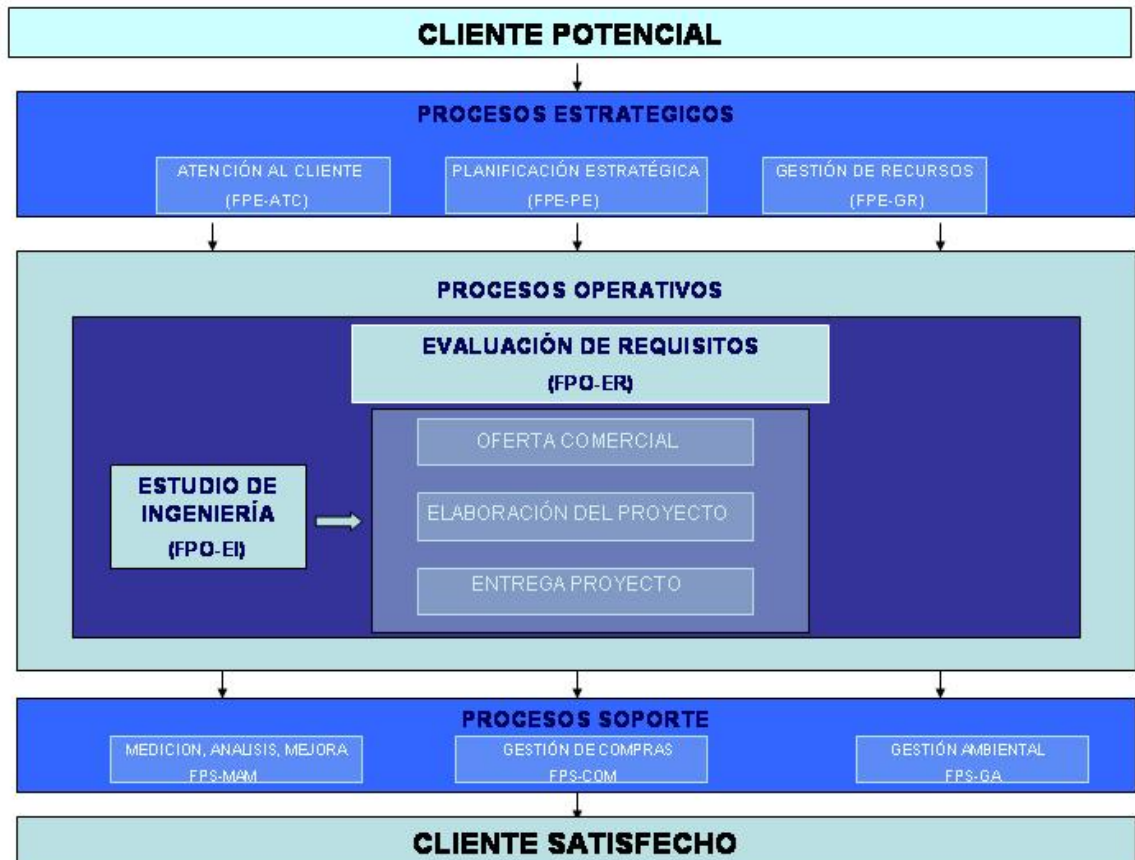 CLIENTE POTENCIAL
PROCESOS ESTRATEGICOS
ATENCIÓN AL CLIENTE
(FPE-ATC)
PLANIFICACIÓN ESTRATÉGICA
(FPE-PE)
GESTIÓN DE RECURSOS
(FPE-GR)
PROCESOS OPERATIVOS
EVALUACIÓN DE REQUISITOS
(FPO-ER)
OFERTA COMERCIAL
ESTUDIO DE
INGENIERÍA
(FPO-EI)
ELABORACIÓN DEL PROYECTO
ENTREGA PROYECTO
PROCESOS SOPORTE
MEDICION, ANALISIS, MEJORA
FPS-MAM
GESTIÓN DE COMPRAS
FPS-COM
GESTIÓN AMBIENTAL
FPS-GA
CLIENTE SATISFECHO